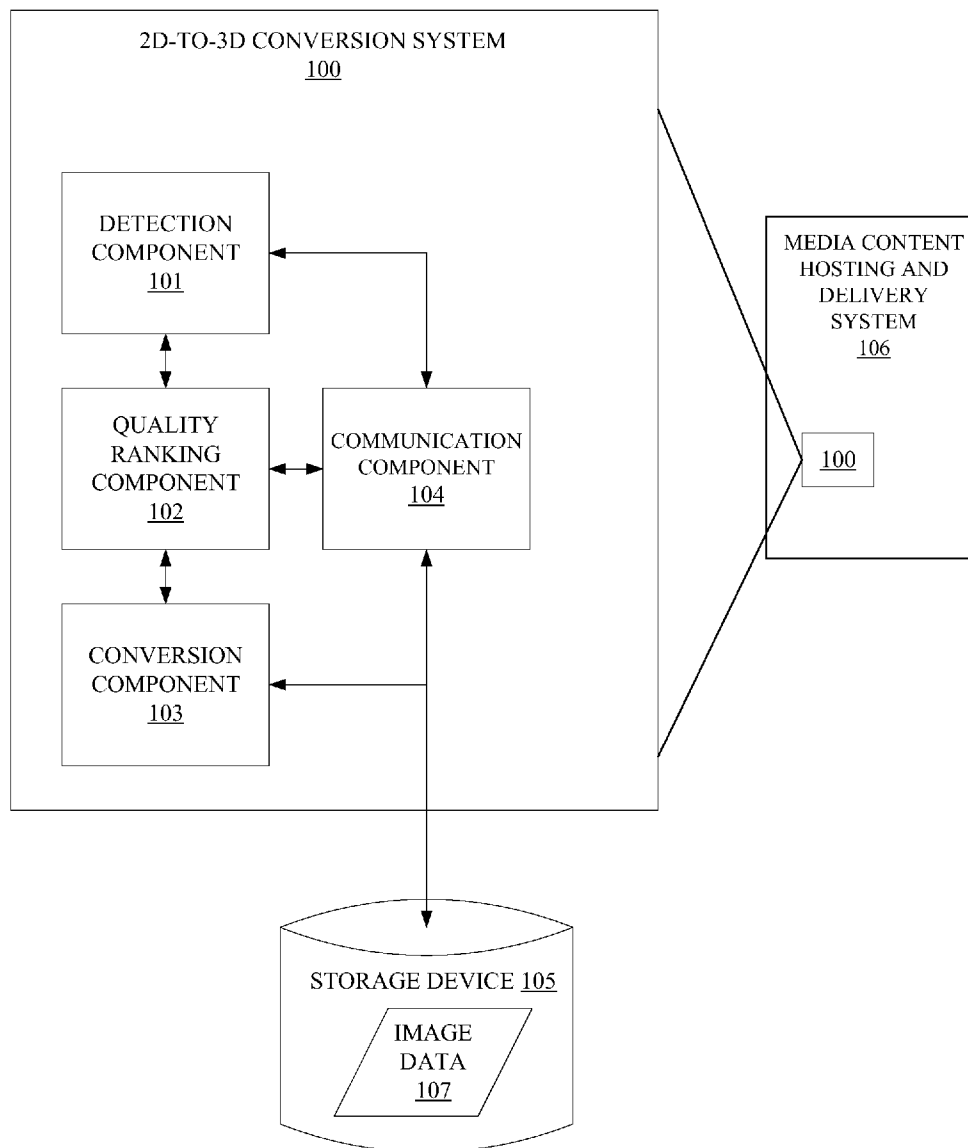 2D-TO-3D CONVERSION SYSTEM
100
DETECTION
COMPONENT
101
QUALITY
RANKING
COMPONENT
102
COMMUNICATION
COMPONENT
104
CONVERSION
COMPONENT
103
MEDIA CONTENT
HOSTING AND
DELIVERY
SYSTEM
106
100
STORAGE DEVICE 105
IMAGE
DATA
107